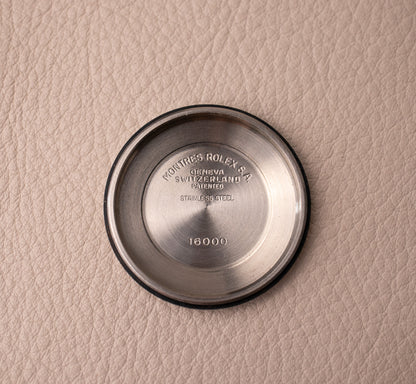 MONTRES ROLEX S.A.
GENEVA
SWITZERLAND
PATENTED
STAINLESS STEEL
16000